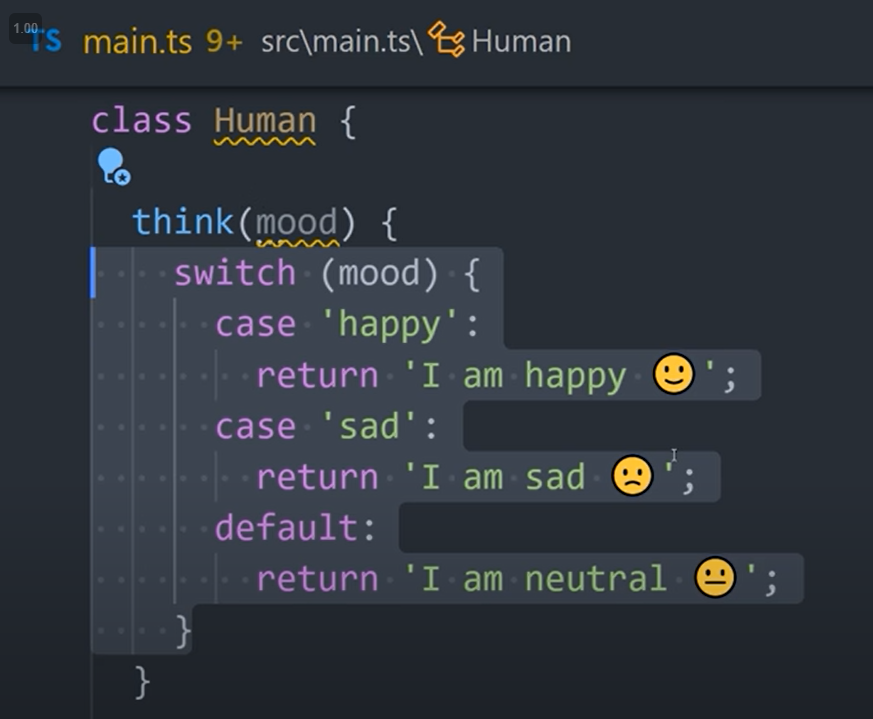 1.00
TS main.ts 9+ src\main.ts\ Human
class Human {
think(mood) {
switch (mood) {
case 'happy':
return 'I am happy 🙂';
case 'sad':
return 'I am sad 🙁';
default:
return 'I am neutral 😐';
}
}